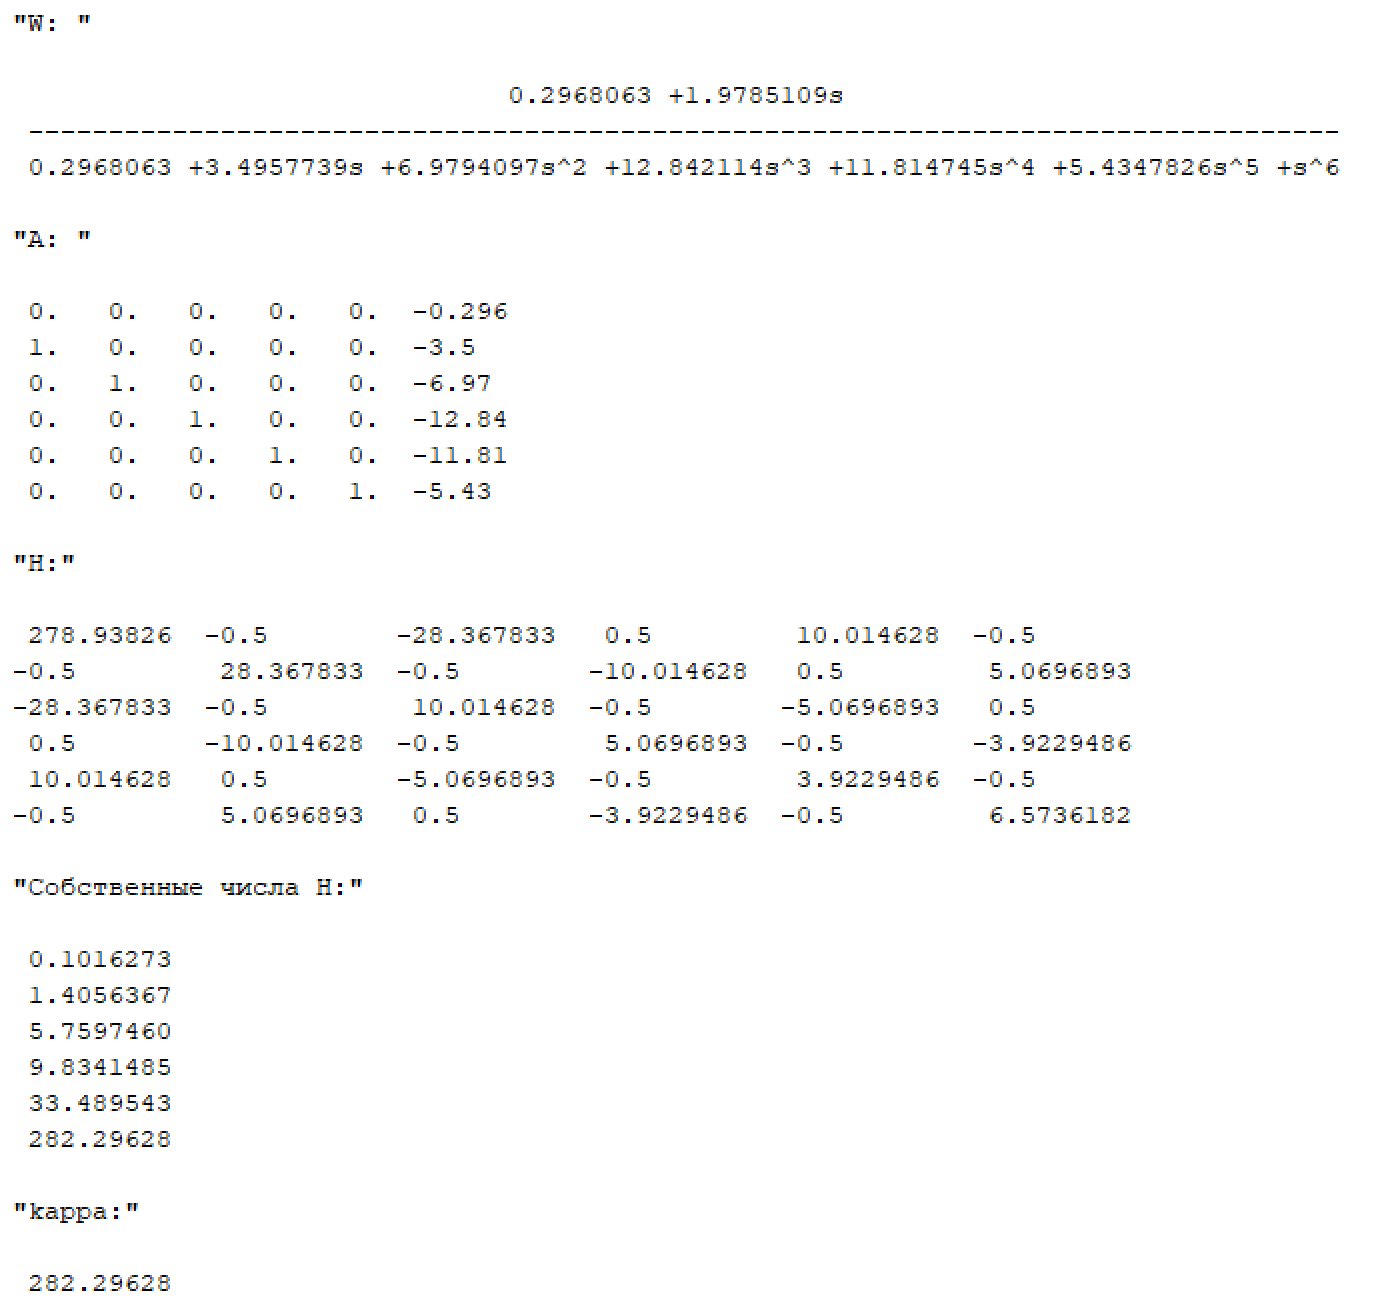 "W: "
0.2968063 +1.9785109s
----------------------------------------------------------------------------------
0.2968063 +3.4957739s +6.9794097s^2 +12.842114s^3 +11.814745s^4 +5.4347826s^5 +s^6
"A: "
0. 0. 0. 0. 0. -0.296
1. 0. 0. 0. 0. -3.5
0. 1. 0. 0. 0. -6.97
0. 0. 1. 0. 0. -12.84
0. 0. 0. 1. 0. -11.81
0. 0. 0. 0. 1. -5.43
"H:"
278.93826 -0.5 -28.367833 0.5 10.014628 -0.5
-0.5 28.367833 -0.5 -10.014628 0.5 5.0696893
-28.367833 -0.5 10.014628 -0.5 -5.0696893 0.5
0.5 -10.014628 -0.5 5.0696893 -0.5 -3.9229486
10.014628 0.5 -5.0696893 -0.5 3.9229486 -0.5
-0.5 5.0696893 0.5 -3.9229486 -0.5 6.5736182
"Собственные числа H:"
0.1016273
1.4056367
5.7597460
9.8341485
33.489543
282.29628
"kappa:"
282.29628